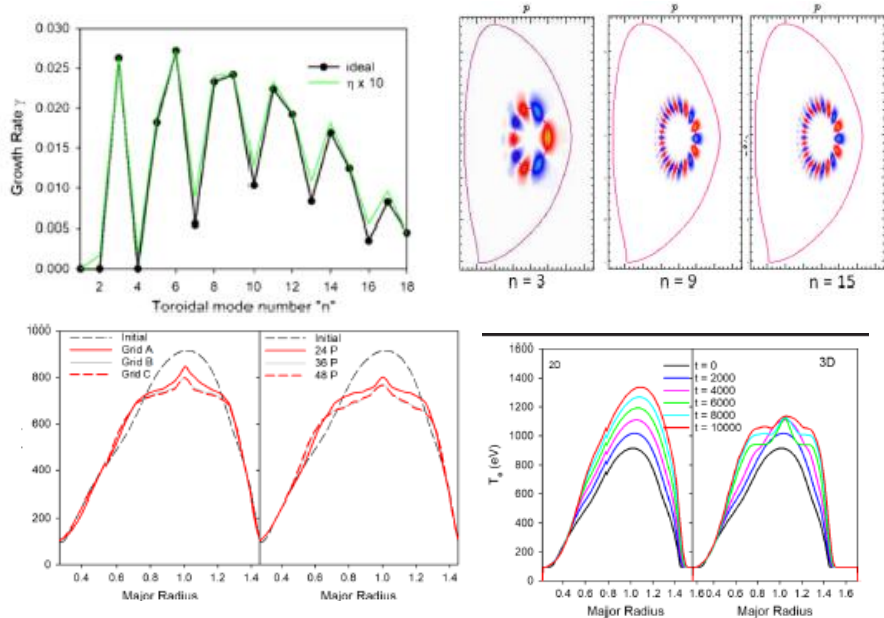 0.030
0.025
0.020
0.015
0.010
0.005
0.000
Growth Rate γ
ideal
η x 10
2 4 6 8 10 12 14 16 18
Toroidal mode number "n"
p p
n = 3 n = 9 n = 15
1000
800
600
400
200
0
Initial
Grid A
Grid B
Grid C
Initial
24 P
36 P
48 P
0.4 0.6 0.8 1.0 1.2 0.4 0.6 0.8 1.0 1.2 1.4
Major Radius Major Radius
1600
1400
1200
1000
800
600
400
200
0
Te (eV)
2D
t = 0
t = 2000
t = 4000
t = 6000
t = 8000
t = 10000
3D
0.4 0.6 0.8 1.0 1.2 1.4 1.6 0.4 0.6 0.8 1.0 1.2 1.4 1.6
Major Radius Major Radius